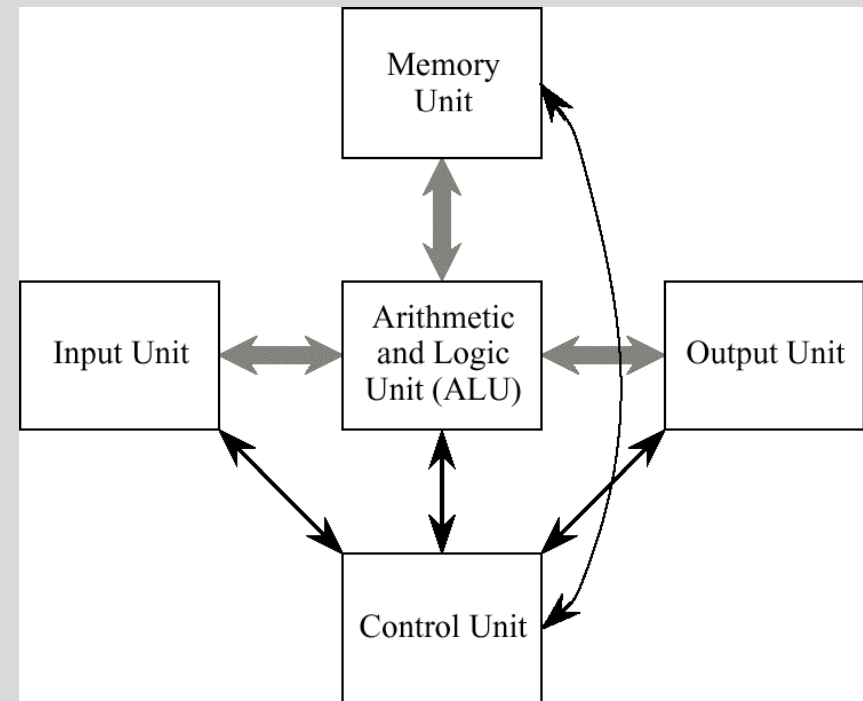 Memory
Unit
Input Unit
Arithmetic
and Logic
Unit (ALU)
Output Unit
Control Unit